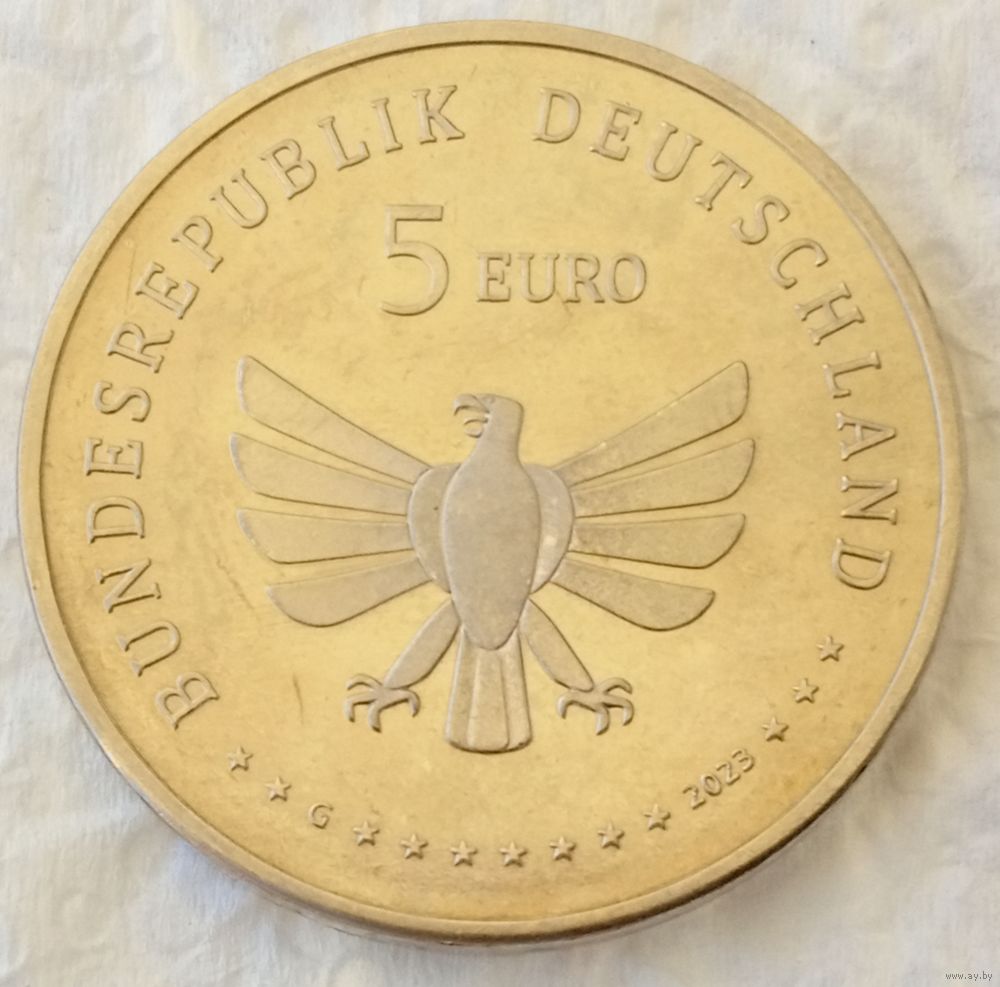 BUNDESREPUBLIK DEUTSCHLAND
5 EURO
G
2023
www.ay.by